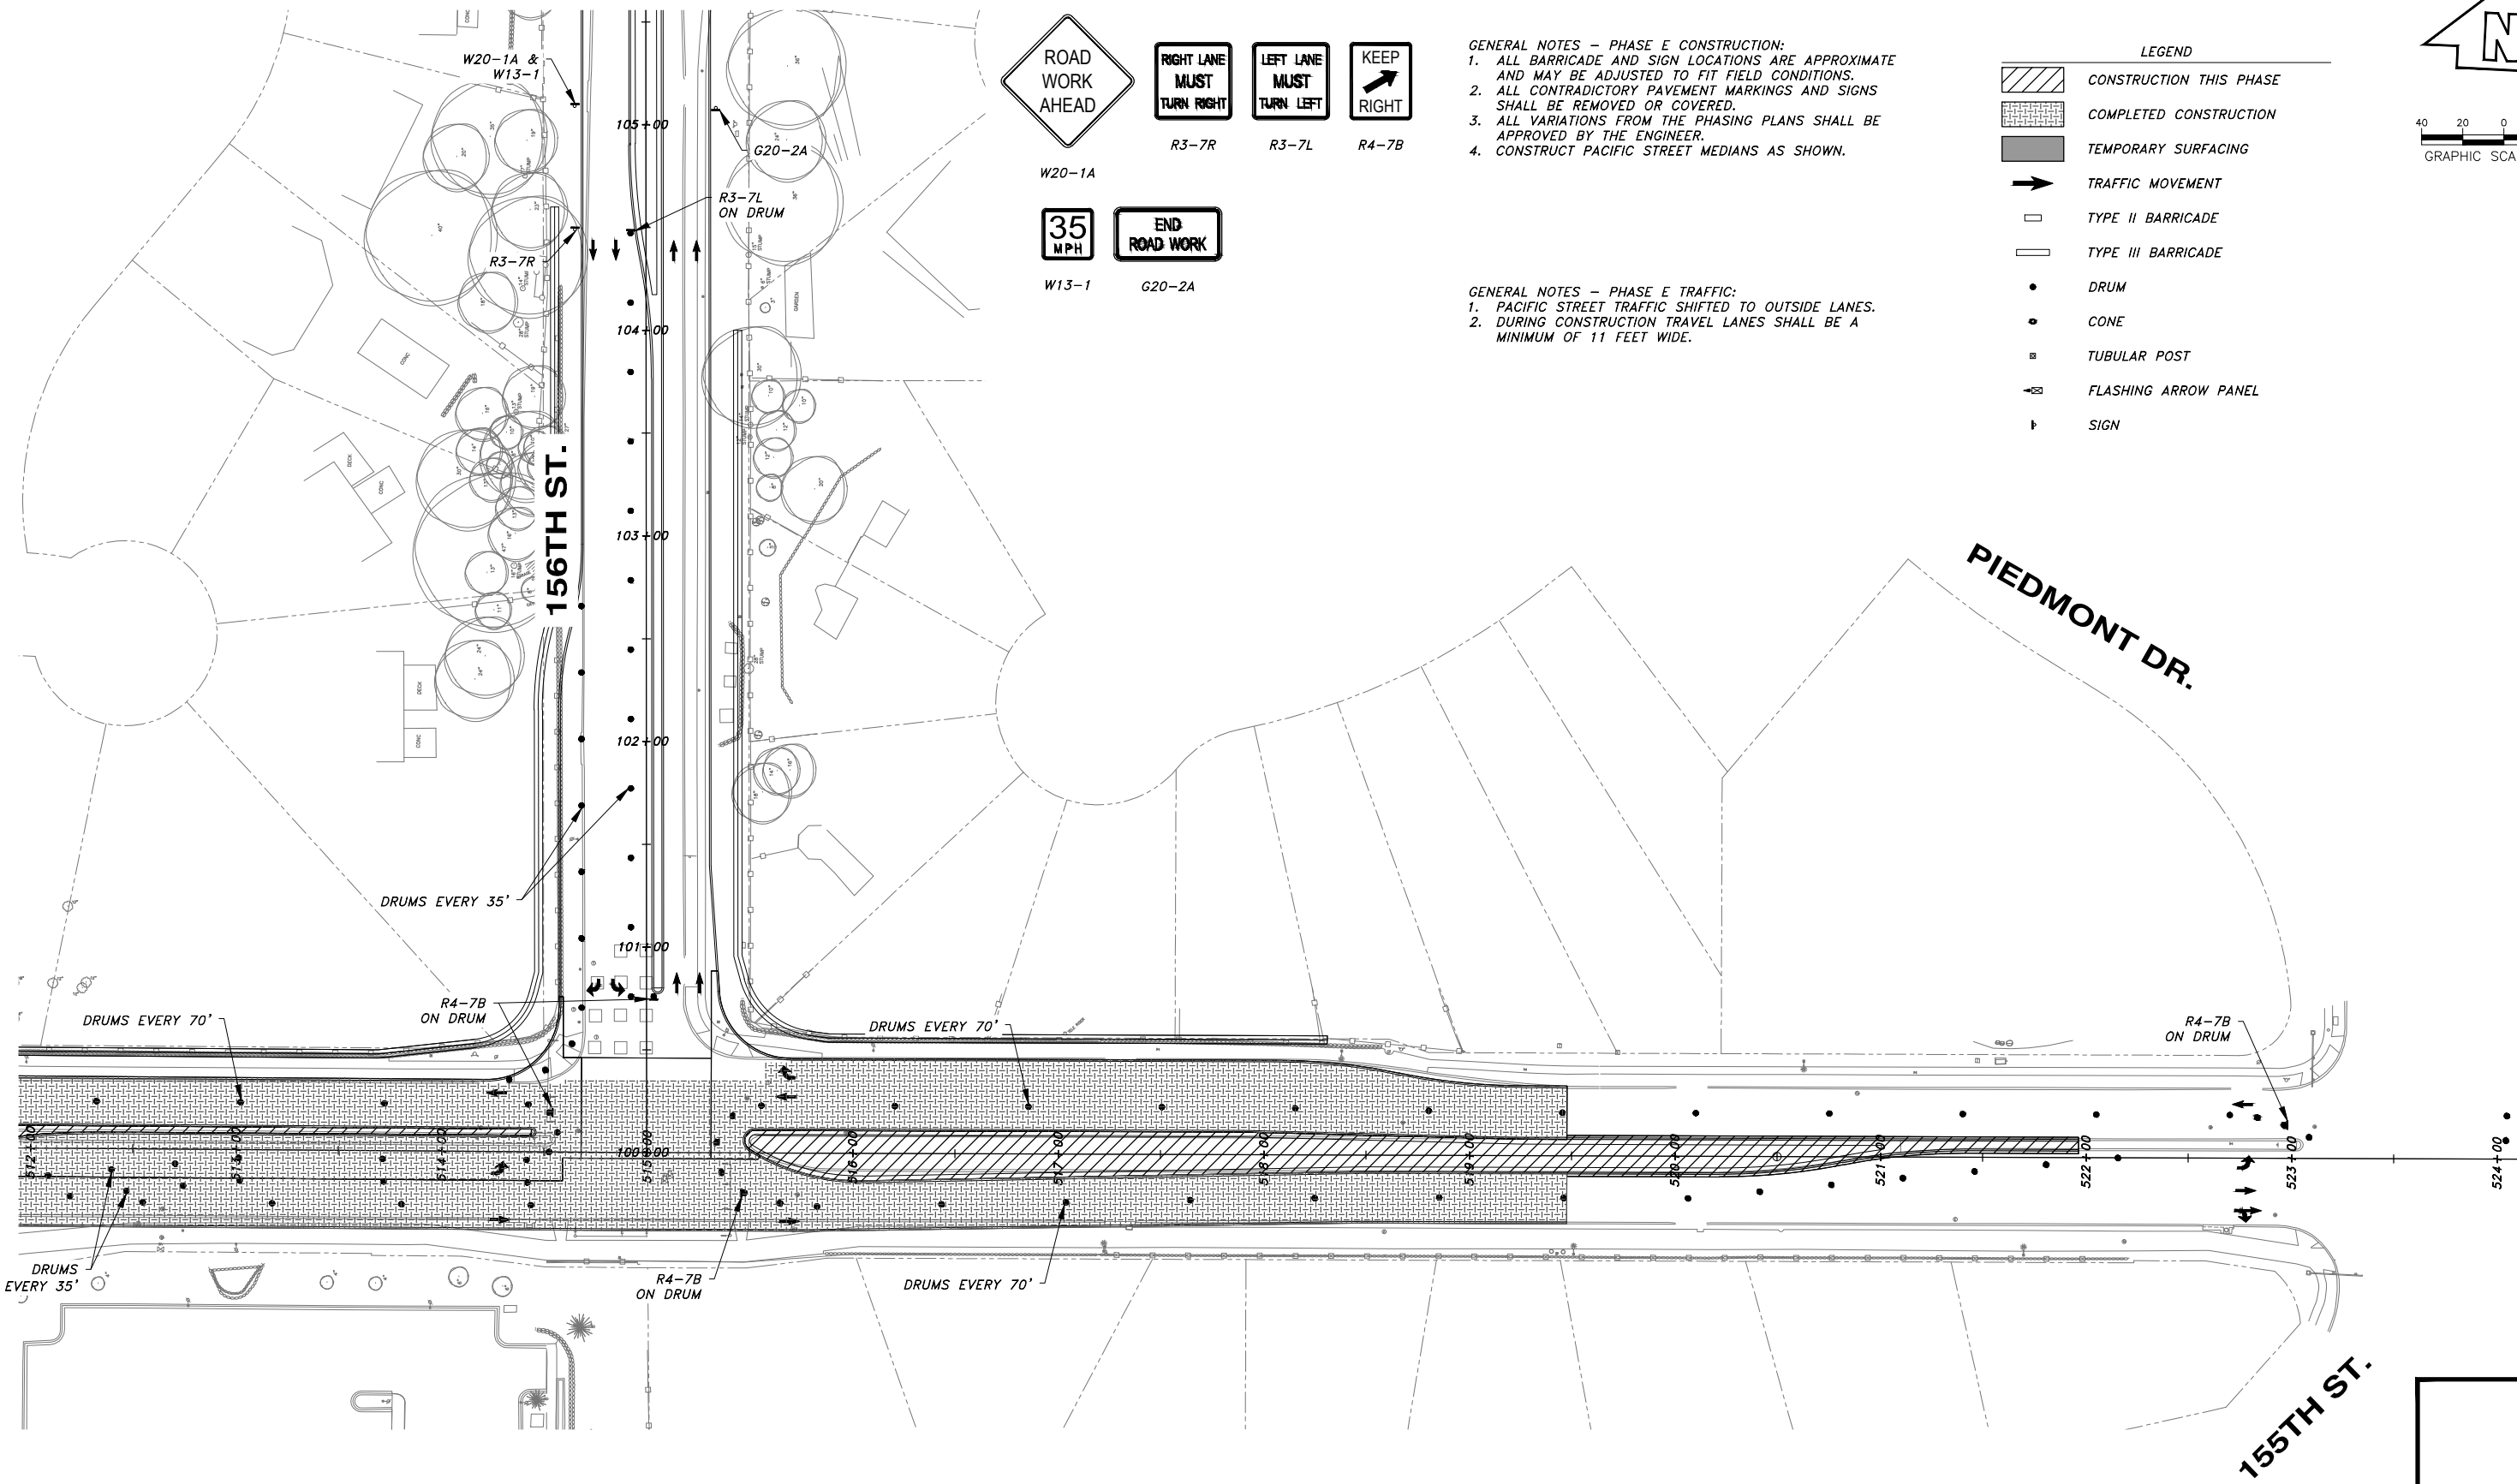 W20-1A &
W13-1
105+00
G20-2A
R3-7L
ON DRUM
R3-7R
104+00
156TH ST.
103+00
102+00
DRUMS EVERY 35'
101+00
R4-7B
ON DRUM
DRUMS EVERY 70'
DRUMS EVERY 70'
100+00
512+00
513+00
514+00
515+00
516+00
517+00
518+00
519+00
520+00
521+00
522+00
523+00
524+00
DRUMS
EVERY 35'
R4-7B
ON DRUM
DRUMS EVERY 70'
R4-7B
ON DRUM
PIEDMONT DR.
155TH ST.
ROAD
WORK
AHEAD
W20-1A
RIGHT LANE
MUST
TURN RIGHT
R3-7R
LEFT LANE
MUST
TURN LEFT
R3-7L
KEEP
RIGHT
R4-7B
35
MPH
W13-1
END
ROAD WORK
G20-2A
GENERAL NOTES – PHASE E CONSTRUCTION:
1. ALL BARRICADE AND SIGN LOCATIONS ARE APPROXIMATE
AND MAY BE ADJUSTED TO FIT FIELD CONDITIONS.
2. ALL CONTRADICTORY PAVEMENT MARKINGS AND SIGNS
SHALL BE REMOVED OR COVERED.
3. ALL VARIATIONS FROM THE PHASING PLANS SHALL BE
APPROVED BY THE ENGINEER.
4. CONSTRUCT PACIFIC STREET MEDIANS AS SHOWN.
GENERAL NOTES – PHASE E TRAFFIC:
1. PACIFIC STREET TRAFFIC SHIFTED TO OUTSIDE LANES.
2. DURING CONSTRUCTION TRAVEL LANES SHALL BE A
MINIMUM OF 11 FEET WIDE.
LEGEND
CONSTRUCTION THIS PHASE
COMPLETED CONSTRUCTION
TEMPORARY SURFACING
TRAFFIC MOVEMENT
TYPE II BARRICADE
TYPE III BARRICADE
DRUM
CONE
TUBULAR POST
FLASHING ARROW PANEL
SIGN
N
40 20 0
GRAPHIC SCA
CONC
CONC
DECK
CONC
DECK
CONC
GARDEN